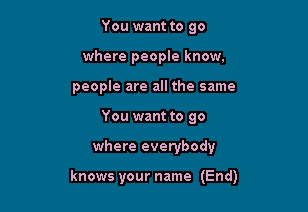 You want to go
where people know,
people are all the same
You want to go
where everybody
knows your name (End)